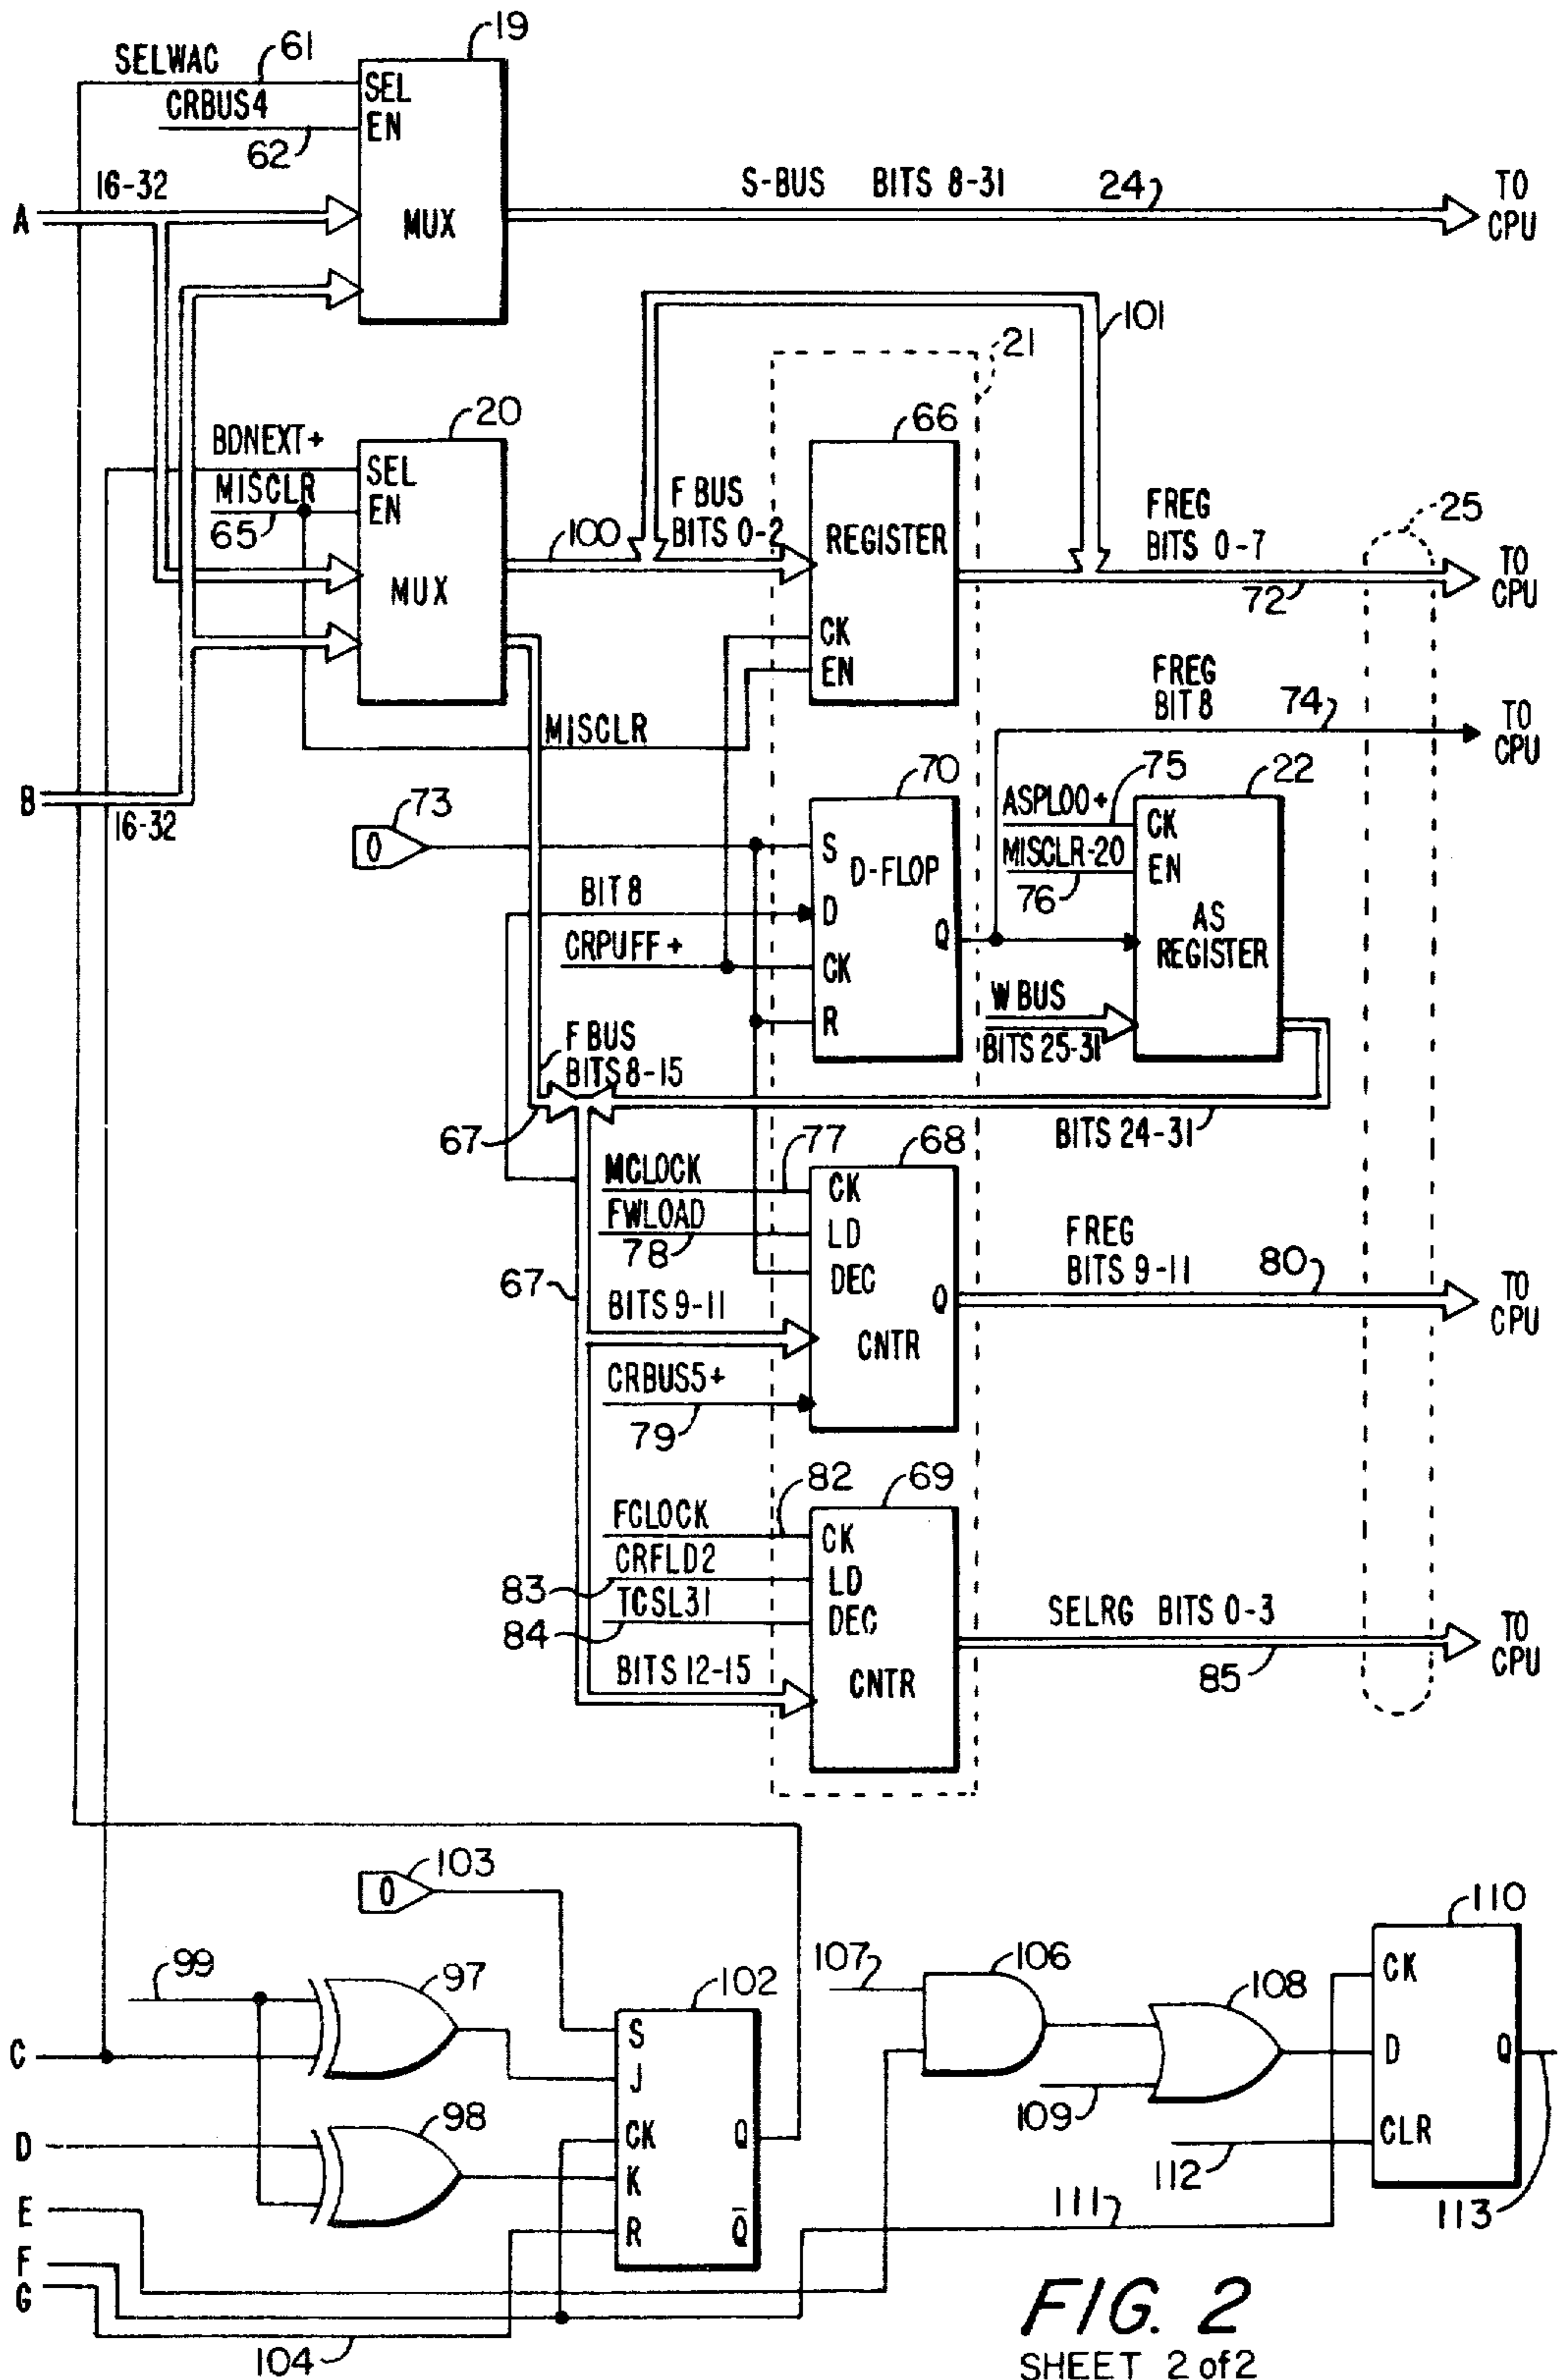 19
SELWAC
61
SEL
CRBUS4
EN
62
16-32
A
MUX
S-BUS BITS 8-31
24
TO
CPU
101
21
20
BDNEXT+
SEL
MISCLR
EN
65
MUX
100
F BUS
BITS 0-2
66
REGISTER
CK
EN
FREG
BITS 0-7
72
25
TO
CPU
MISCLR
FREG
BIT 8
74
TO
CPU
B
16-32
73
0
70
S
D-FLOP
BIT 8
D
Q
CRPUFF+
CK
R
75
22
ASPL00+
CK
MISCLR-20
EN
76
AS
REGISTER
W BUS
BITS 25-31
F BUS
BITS 8-15
67
BITS 24-31
77
68
MCLOCK
CK
FWLOAD
LD
78
DEC
67
BITS 9-11
Q
CNTR
CRBUS5+
79
FREG
BITS 9-11
80
TO
CPU
82
69
FCLOCK
CK
CRFLD2
LD
83
TCSL31
DEC
84
BITS 12-15
CNTR
SELRG BITS 0-3
85
TO
CPU
103
0
99
97
102
C
S
J
D
98
CK
Q
K
E
R
Q̅
F
G
104
107
106
108
109
110
CK
D
Q
CLR
112
111
113
FIG. 2
SHEET 2 of 2